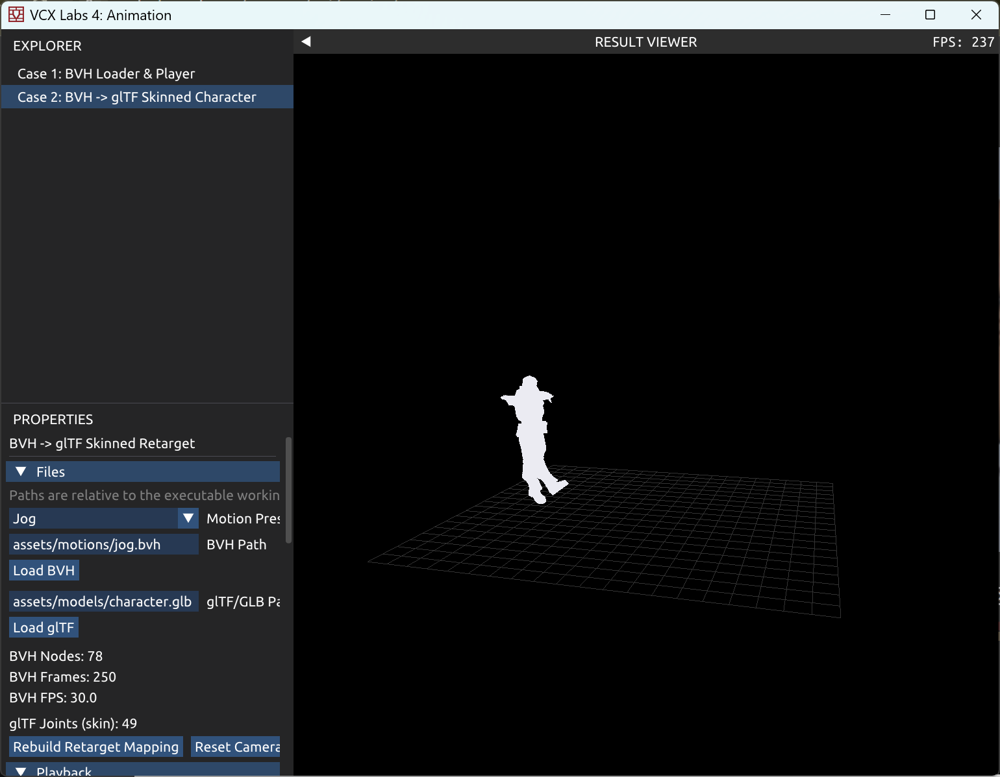 VCX Labs 4: Animation
EXPLORER
Case 1: BVH Loader & Player
Case 2: BVH -> glTF Skinned Character
RESULT VIEWER
FPS: 237
PROPERTIES
BVH -> glTF Skinned Retarget
Files
Paths are relative to the executable workin
Jog
Motion Pres
assets/motions/jog.bvh
BVH Path
Load BVH
assets/models/character.glb
glTF/GLB Pa
Load glTF
BVH Nodes: 78
BVH Frames: 250
BVH FPS: 30.0
glTF Joints (skin): 49
Rebuild Retarget Mapping
Reset Camera
Playback